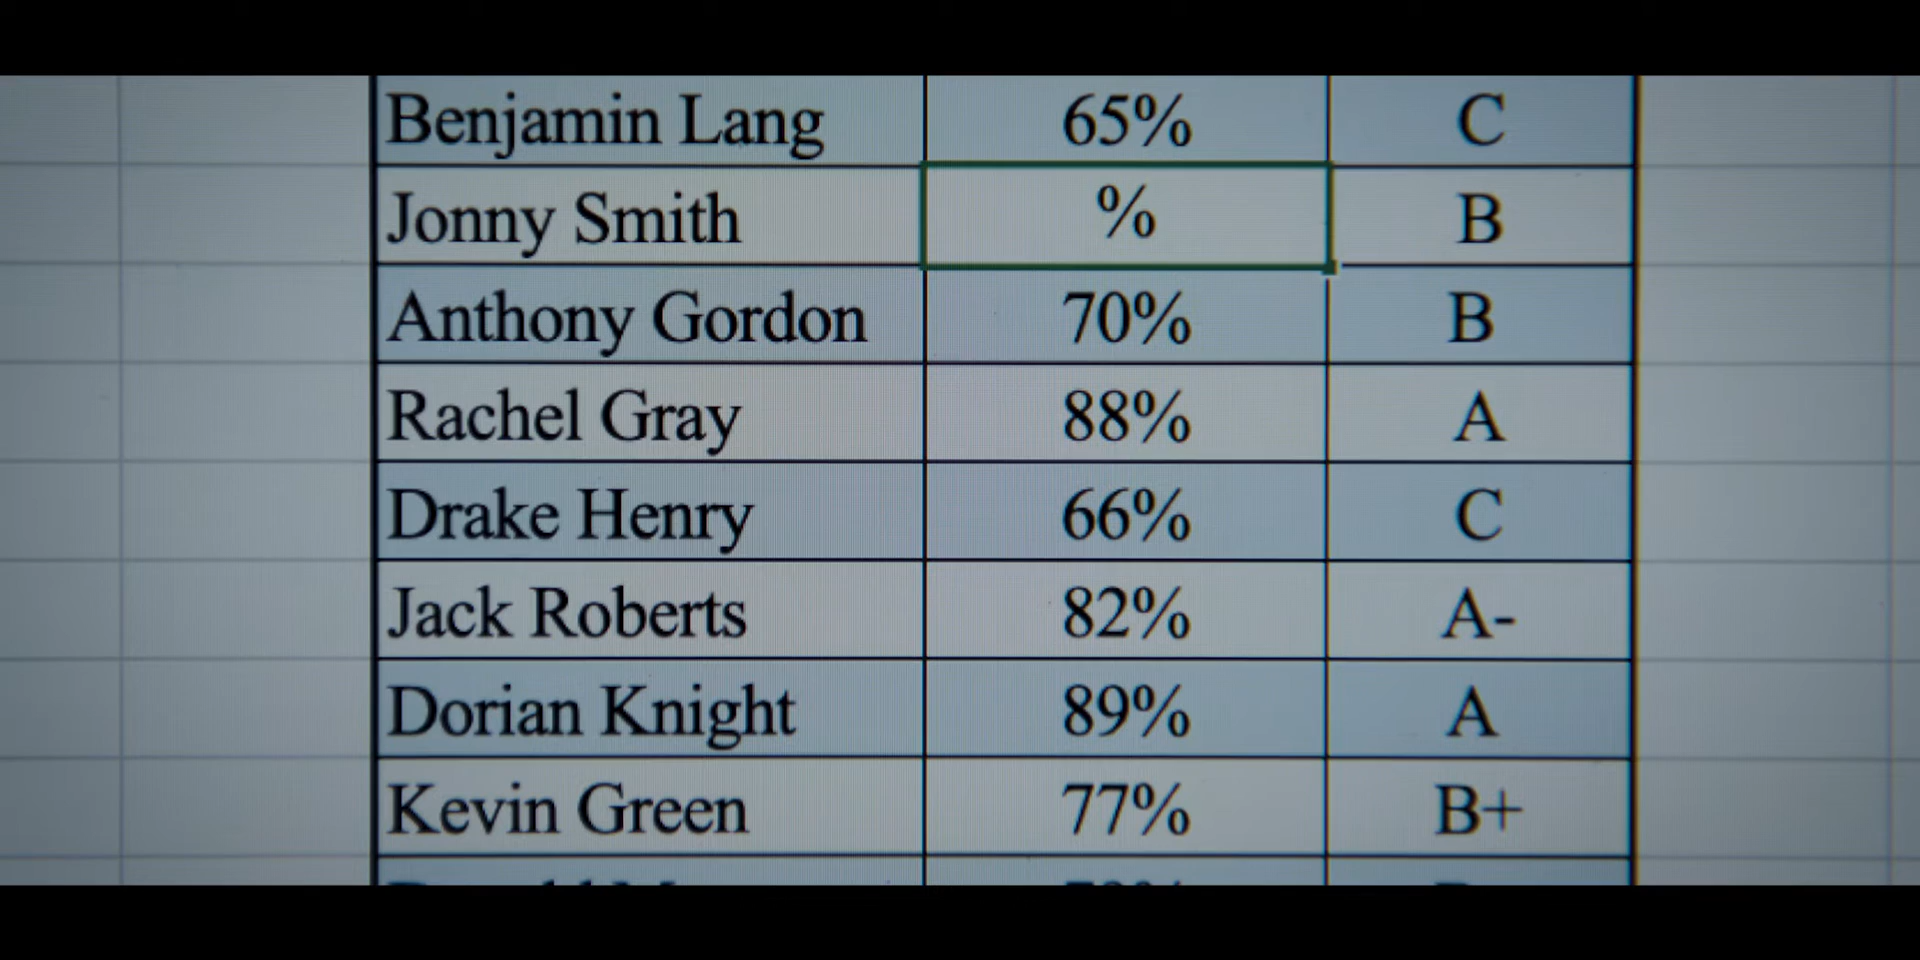 Benjamin Lang 65% C
Jonny Smith % B
Anthony Gordon 70% B
Rachel Gray 88% A
Drake Henry 66% C
Jack Roberts 82% A-
Dorian Knight 89% A
Kevin Green 77% B+